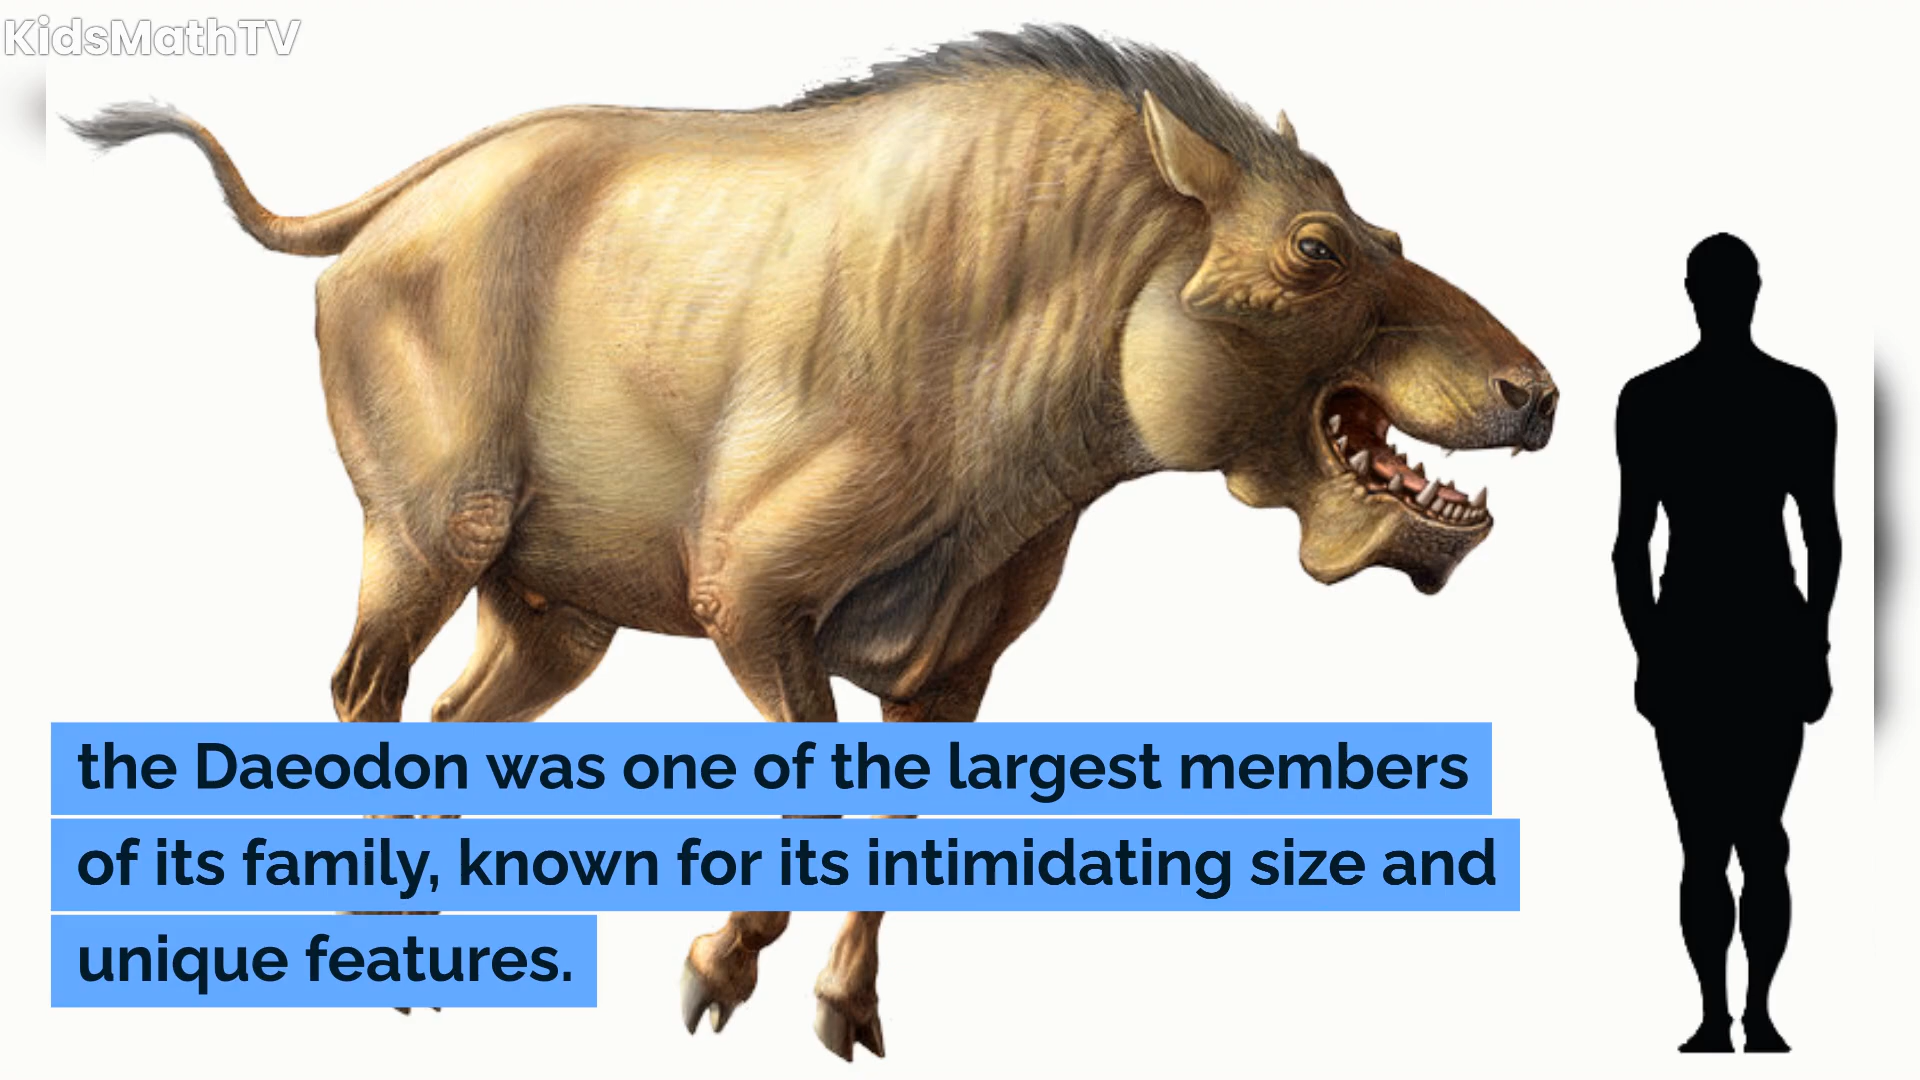 KidsMathTV
the Daeodon was one of the largest members
of its family, known for its intimidating size and
unique features.